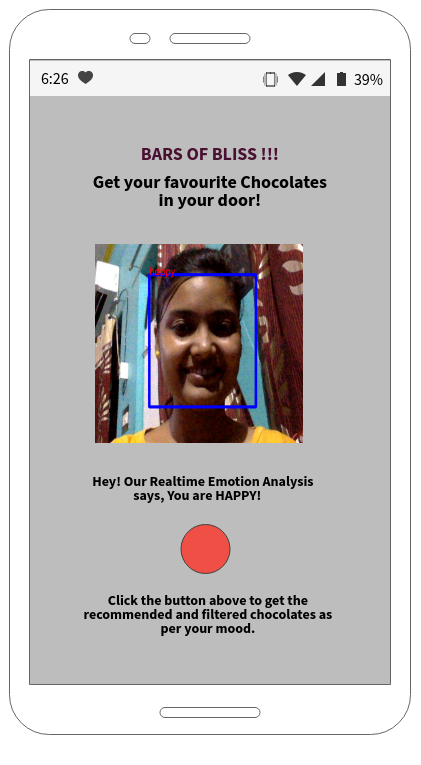 6:26
39%
BARS OF BLISS !!!
Get your favourite Chocolates
in your door!
happy
Hey! Our Realtime Emotion Analysis
says, You are HAPPY!
Click the button above to get the
recommended and filtered chocolates as
per your mood.